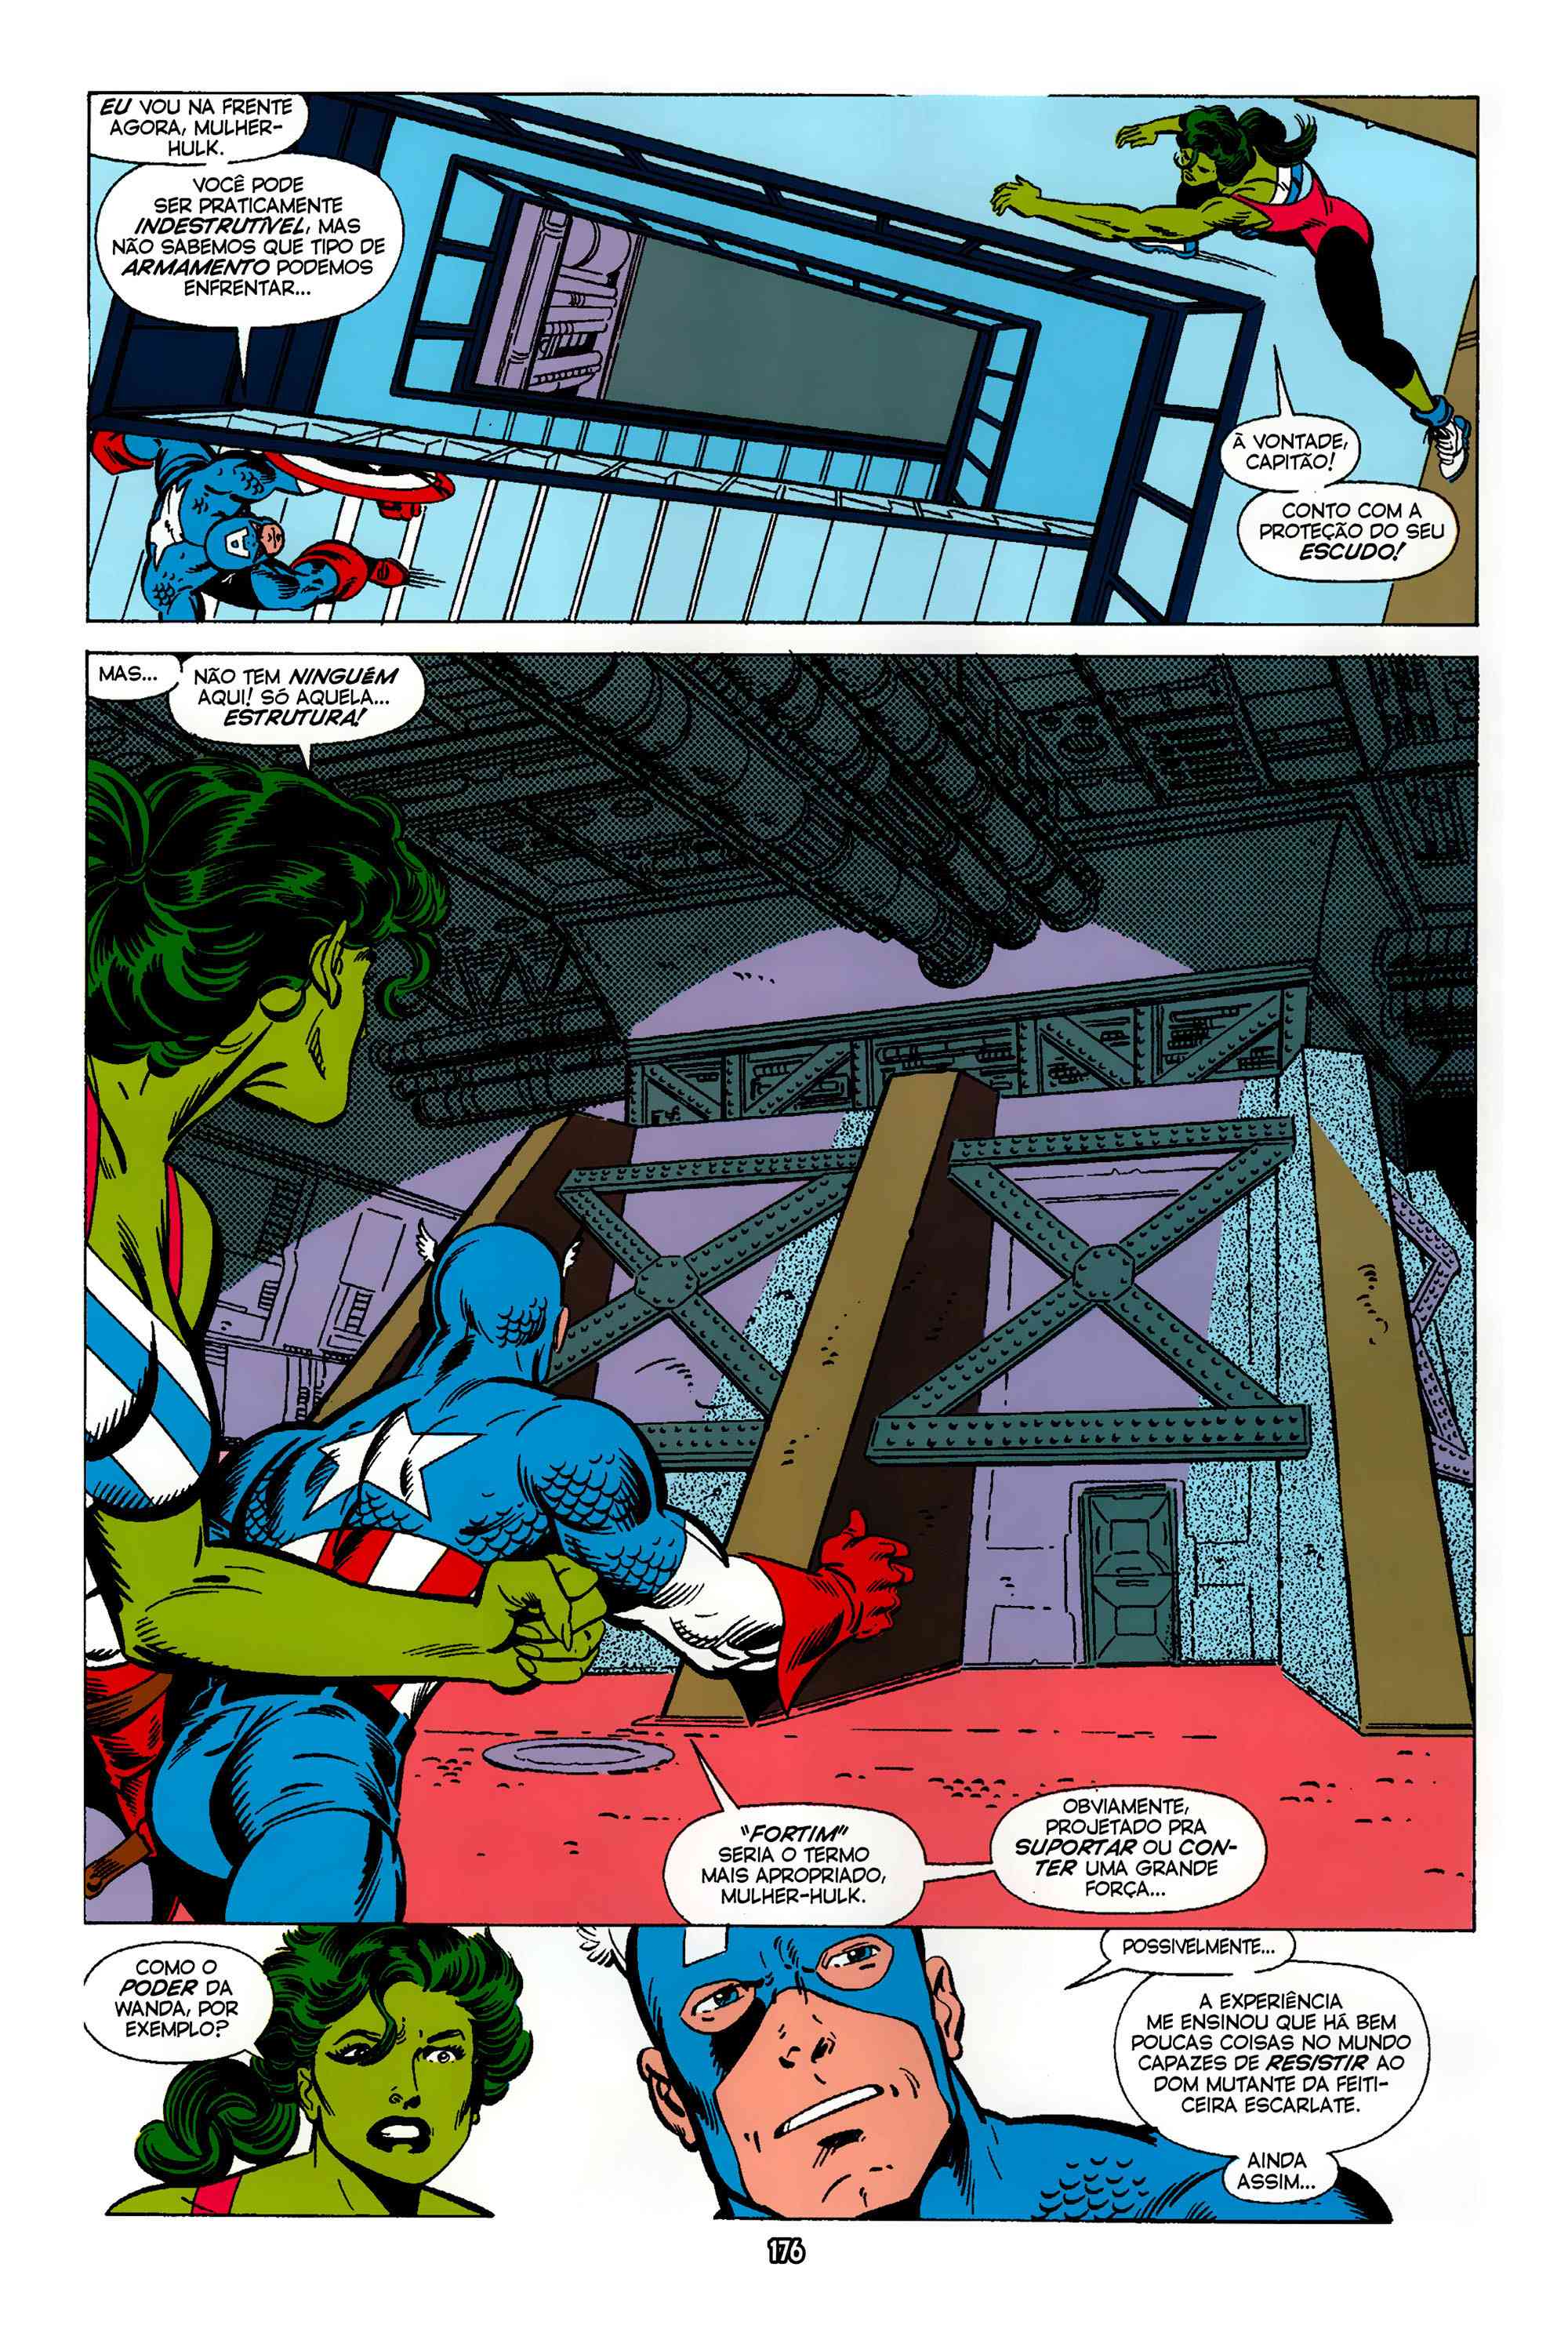 EU VOU NA FRENTE
AGORA, MULHER-
HULK.
VOCÊ PODE
SER PRATICAMENTE
INDESTRUTÍVEL, MAS
NÃO SABEMOS QUE TIPO DE
ARMAMENTO PODEMOS
ENFRENTAR...
À VONTADE,
CAPITÃO!
CONTO COM A
PROTEÇÃO DO SEU
ESCUDO!
MAS...
NÃO TEM NINGUÉM
AQUI! SÓ AQUELA...
ESTRUTURA!
"FORTIM"
SERIA O TERMO
MAIS APROPRIADO,
MULHER-HULK.
OBVIAMENTE,
PROJETADO PRA
SUPORTAR OU CON-
TER UMA GRANDE
FORÇA...
COMO O
PODER DA
WANDA, POR
EXEMPLO?
POSSIVELMENTE...
A EXPERIÊNCIA
ME ENSINOU QUE HÁ BEM
POUCAS COISAS NO MUNDO
CAPAZES DE RESISTIR AO
DOM MUTANTE DA FEITI-
CEIRA ESCARLATE.
AINDA
ASSIM...
A
176